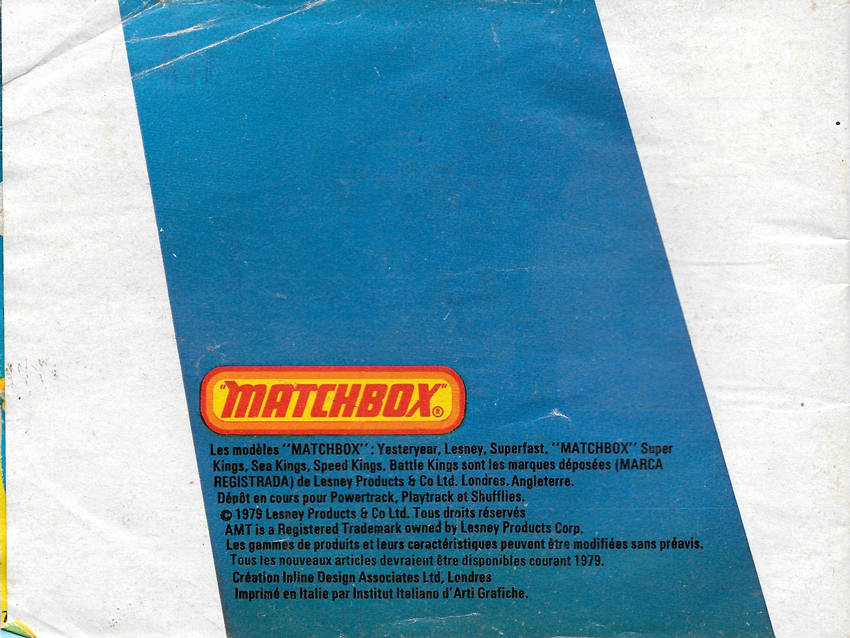 "MATCHBOX"®
Les modèles "MATCHBOX" : Yesteryear, Lesney, Superfast, "MATCHBOX" Super
Kings, Sea Kings, Speed Kings, Battle Kings sont les marques déposées (MARCA
REGISTRADA) de Lesney Products & Co Ltd. Londres, Angleterre.
Dépôt en cours pour Powertrack, Playtrack et Shufflies.
© 1979 Lesney Products & Co Ltd. Tous droits réservés
AMT is a Registered Trademark owned by Lesney Products Corp.
Les gammes de produits et leurs caractéristiques peuvent être modifiées sans préavis.
Tous les nouveaux articles devraient être disponibles courant 1979.
Création Inline Design Associates Ltd, Londres
Imprimé en Italie par Institut Italiano d'Arti Grafiche.
7